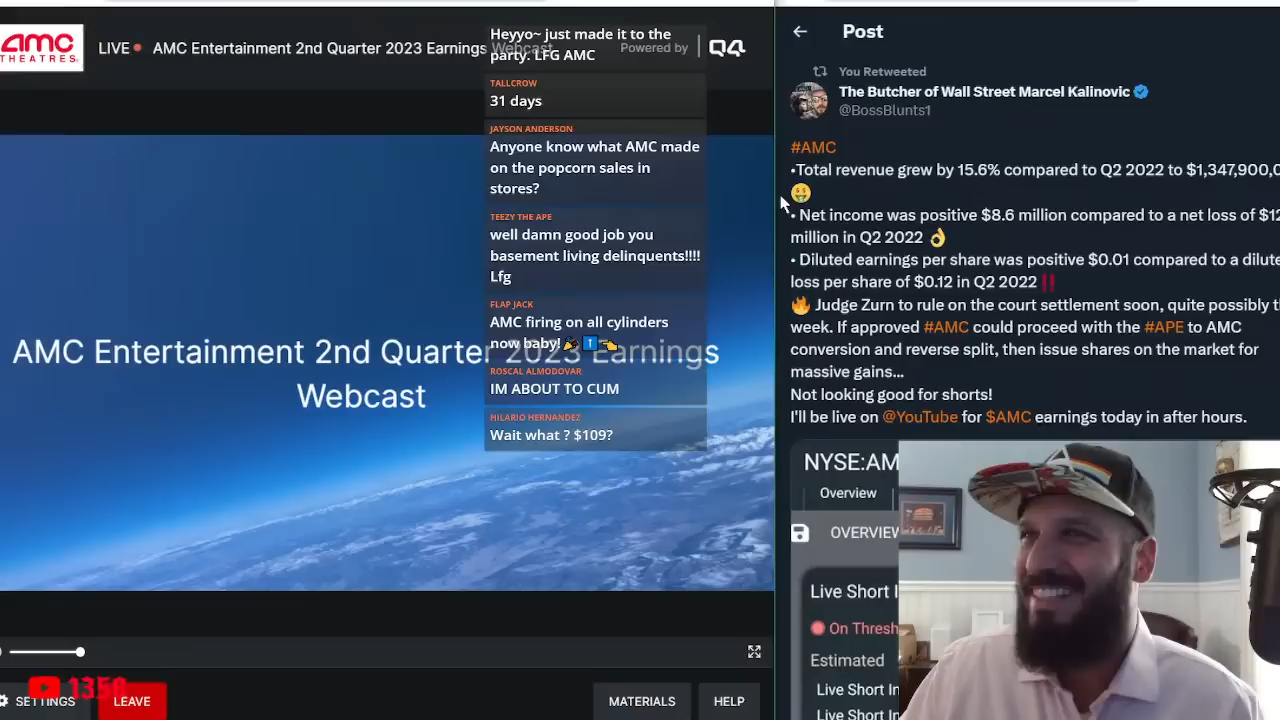 amc
THEATRES.
LIVE
AMC Entertainment 2nd Quarter 2023 Earnings Webcast
Powered by
Q4
Heyyo~ just made it to the
party. LFG AMC
TALLCROW
31 days
JAYSON ANDERSON
Anyone know what AMC made
on the popcorn sales in
stores?
TEEZY THE APE
well damn good job you
basement living delinquents!!!!
Lfg
FLAP JACK
AMC firing on all cylinders
now baby!🎉⬆️👈
ROSCAL ALMODOVAR
IM ABOUT TO CUM
HILARIO HERNANDEZ
Wait what ? $109?
AMC Entertainment 2nd Quarter 2023 Earnings
Webcast
1350
SETTINGS
LEAVE
MATERIALS
HELP
Post
You Retweeted
The Butcher of Wall Street Marcel Kalinovic
@BossBlunts1
#AMC
•Total revenue grew by 15.6% compared to Q2 2022 to $1,347,900,0
🤑
• Net income was positive $8.6 million compared to a net loss of $12
million in Q2 2022 👌
• Diluted earnings per share was positive $0.01 compared to a dilute
loss per share of $0.12 in Q2 2022 ‼️
🔥 Judge Zurn to rule on the court settlement soon, quite possibly th
week. If approved #AMC could proceed with the #APE to AMC
conversion and reverse split, then issue shares on the market for
massive gains...
Not looking good for shorts!
I'll be live on @YouTube for $AMC earnings today in after hours.
NYSE:AM
Overview
OVERVIEW
Live Short I
On Thresh
Estimated
Live Short In
Live Short In